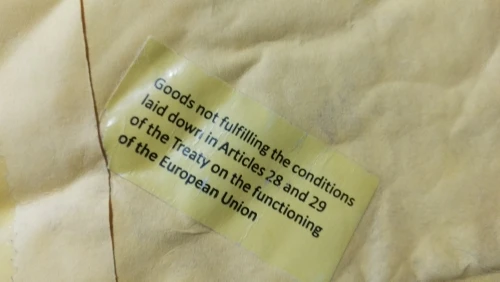 Goods not fulfilling the conditions
laid down in Articles 28 and 29
of the Treaty on the functioning
of the European Union